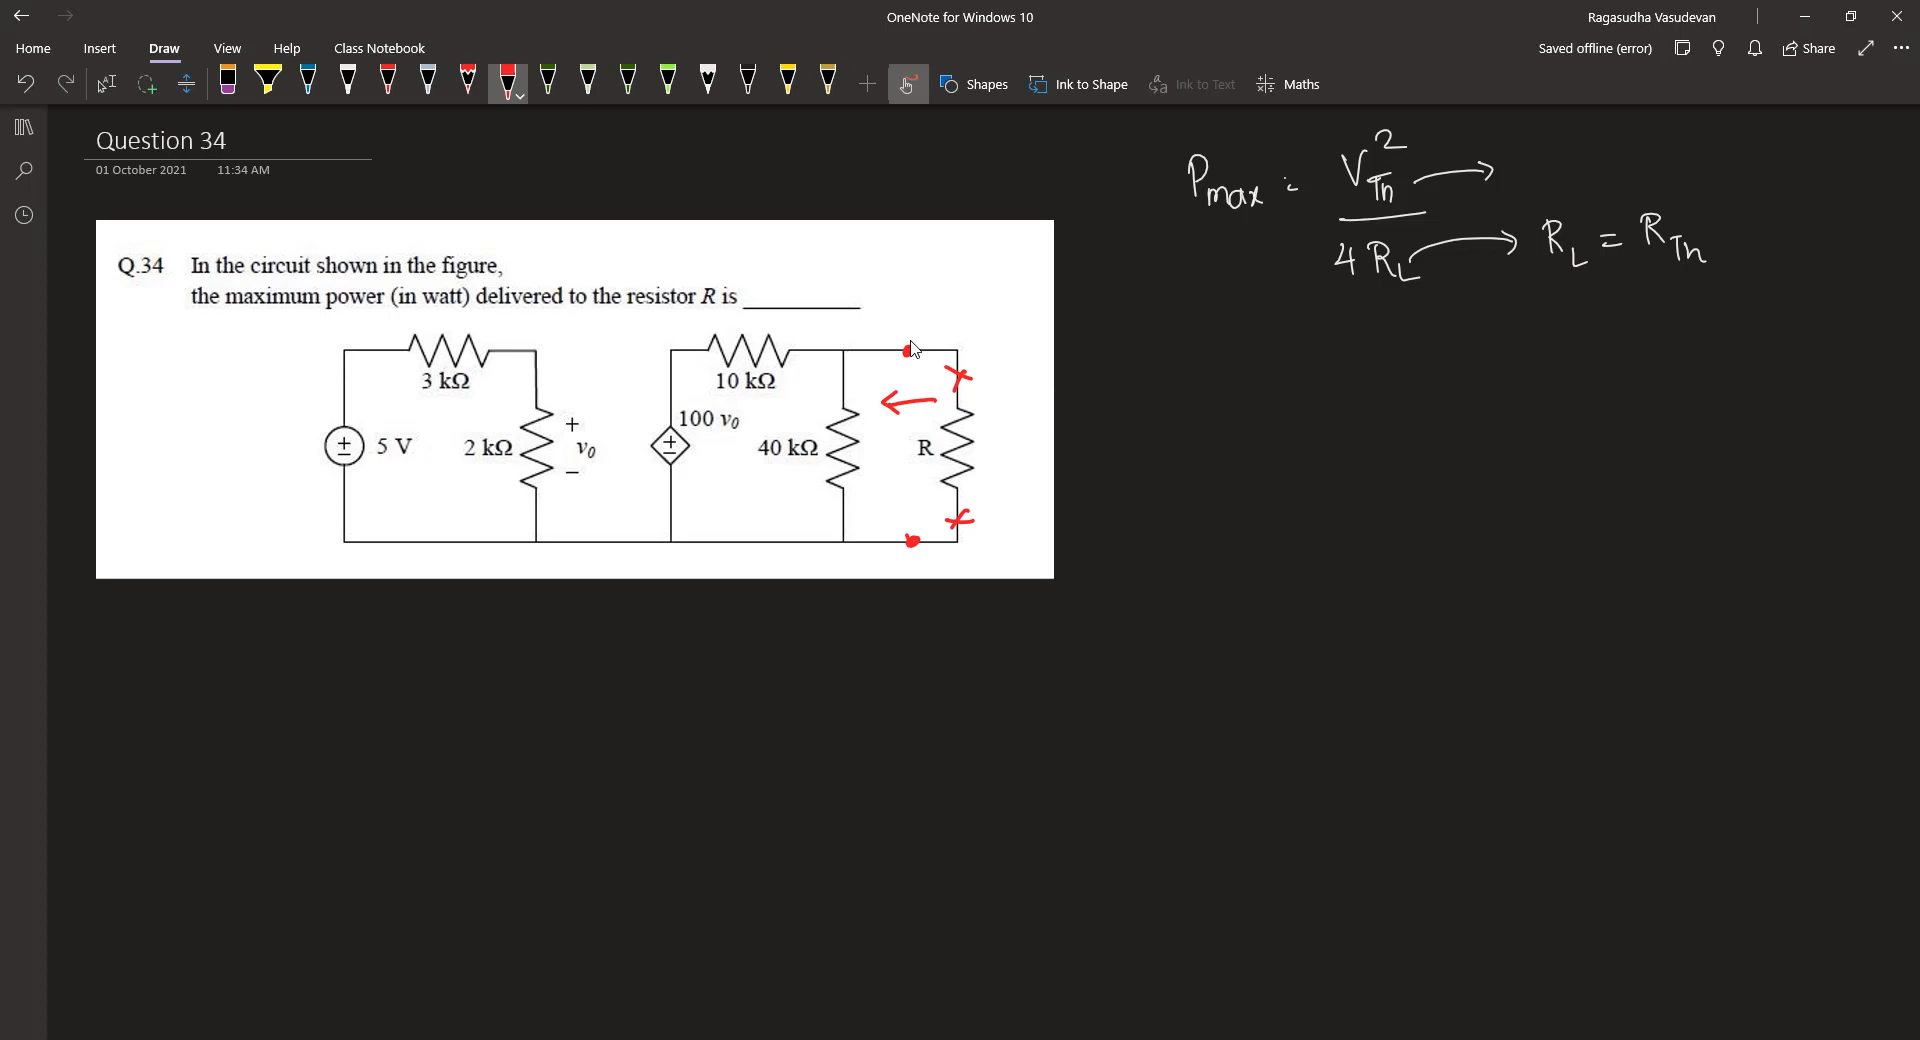 OneNote for Windows 10
Ragasudha Vasudevan
Home Insert Draw View Help Class Notebook
Saved offline (error) Share
Shapes Ink to Shape Ink to Text Maths
Question 34
01 October 2021 11:34 AM
Q.34 In the circuit shown in the figure,
the maximum power (in watt) delivered to the resistor R is ____________
3 kΩ
10 kΩ
100 v0
+
5 V
2 kΩ
v0
−
40 kΩ
R
Pmax = V²Th / 4RL
RL = RTh